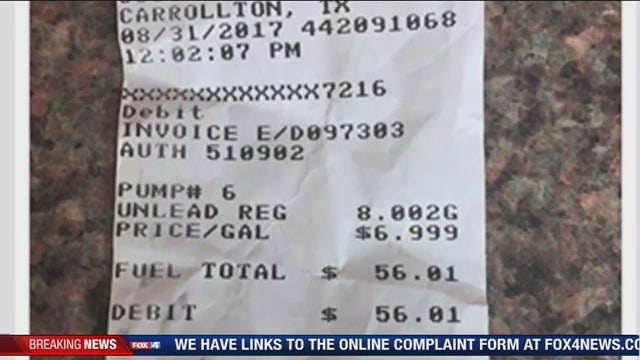 CARROLLTON, TX
08/31/2017 442091068
12:02:07 PM
XXXXXXXXXXXX7216
Debit
INVOICE E/D097303
AUTH 510902
PUMP# 6
UNLEAD REG 8.002G
PRICE/GAL $6.999
FUEL TOTAL $ 56.01
DEBIT $ 56.01
BREAKING NEWS FOX 4 WE HAVE LINKS TO THE ONLINE COMPLAINT FORM AT FOX4NEWS.CO